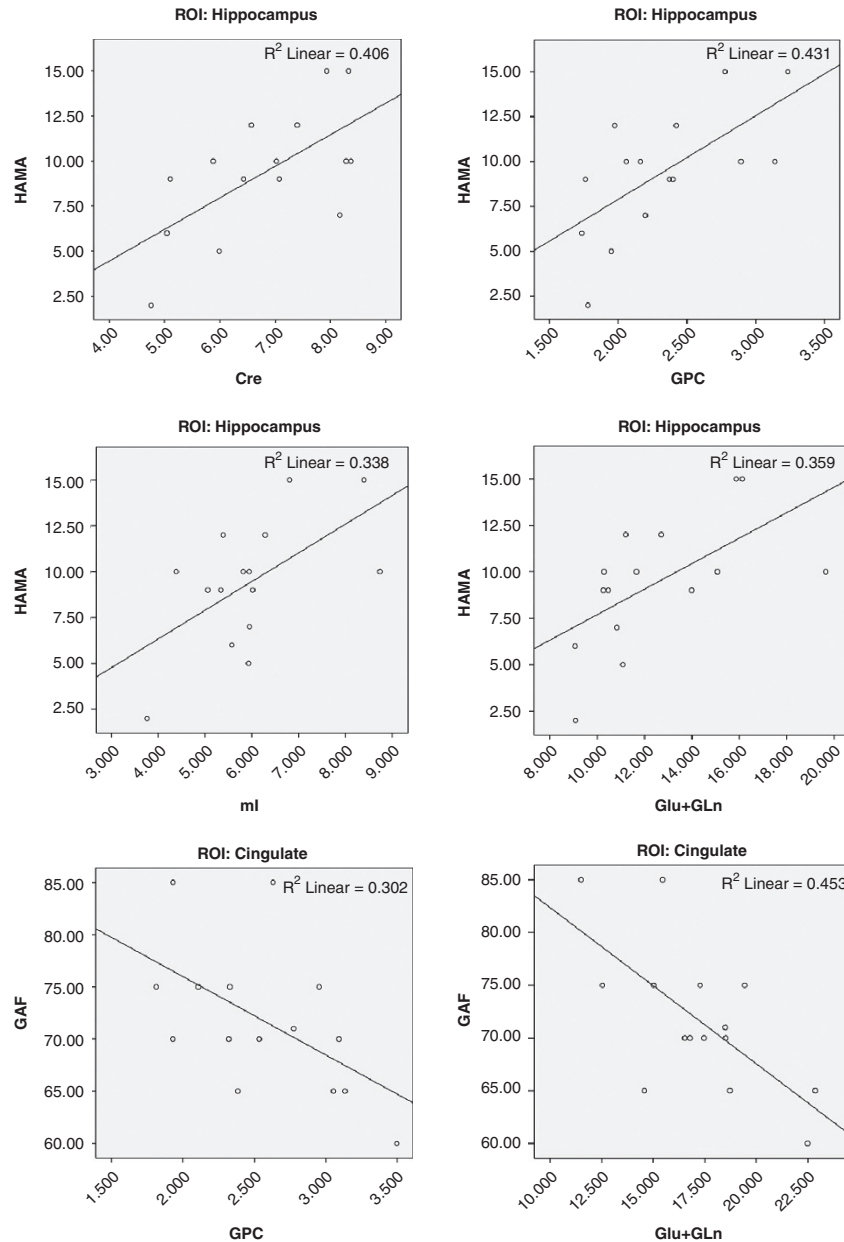 ROI: Hippocampus
R² Linear = 0.406
15.00
12.50
10.00
7.50
5.00
2.50
HAMA
4.00 5.00 6.00 7.00 8.00 9.00
Cre
ROI: Hippocampus
R² Linear = 0.431
15.00
12.50
10.00
7.50
5.00
2.50
HAMA
1.500 2.000 2.500 3.000 3.500
GPC
ROI: Hippocampus
R² Linear = 0.338
15.00
12.50
10.00
7.50
5.00
2.50
HAMA
3.000 4.000 5.000 6.000 7.000 8.000 9.000
mI
ROI: Hippocampus
R² Linear = 0.359
15.00
12.50
10.00
7.50
5.00
2.50
HAMA
8.000 10.000 12.000 14.000 16.000 18.000 20.000
Glu+GLn
ROI: Cingulate
R² Linear = 0.302
85.00
80.00
75.00
70.00
65.00
60.00
GAF
1.500 2.000 2.500 3.000 3.500
GPC
ROI: Cingulate
R² Linear = 0.453
85.00
80.00
75.00
70.00
65.00
60.00
GAF
10.000 12.500 15.000 17.500 20.000 22.500
Glu+GLn